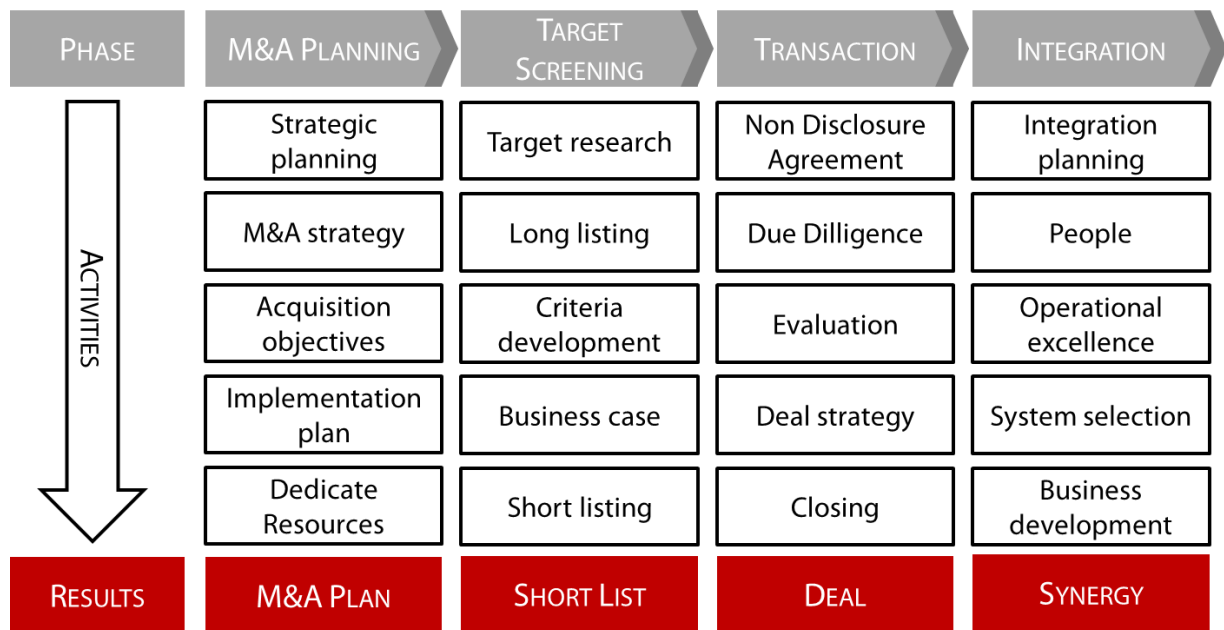 PHASE
M&A PLANNING
TARGET
SCREENING
TRANSACTION
INTEGRATION
ACTIVITIES
Strategic
planning
Target research
Non Disclosure
Agreement
Integration
planning
M&A strategy
Long listing
Due Dilligence
People
Acquisition
objectives
Criteria
development
Evaluation
Operational
excellence
Implementation
plan
Business case
Deal strategy
System selection
Dedicate
Resources
Short listing
Closing
Business
development
RESULTS
M&A PLAN
SHORT LIST
DEAL
SYNERGY